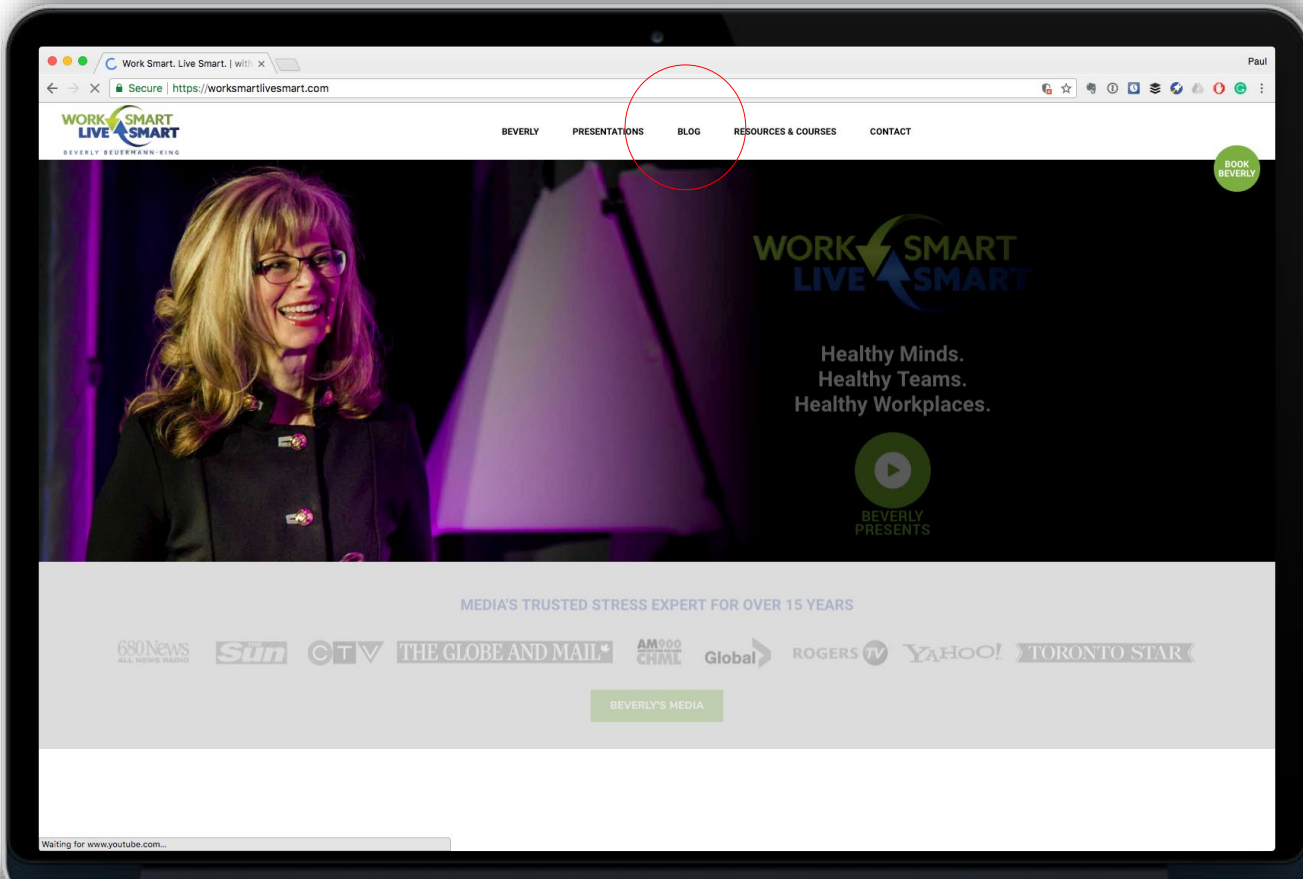 Work Smart. Live Smart. | with
Paul
Secure | https://worksmartlivesmart.com
WORK SMART
LIVE SMART
BEVERLY BEUERMANN-KING
BEVERLY PRESENTATIONS BLOG RESOURCES & COURSES CONTACT
BOOK
BEVERLY
WORK SMART
LIVE SMART
Healthy Minds.
Healthy Teams.
Healthy Workplaces.
BEVERLY
PRESENTS
MEDIA'S TRUSTED STRESS EXPERT FOR OVER 15 YEARS
680 NEWS
ALL NEWS RADIO
Sun
CTV
THE GLOBE AND MAIL
AM900
CHML
Global
ROGERS TV
YAHOO!
TORONTO STAR
BEVERLY'S MEDIA
Waiting for www.youtube.com...